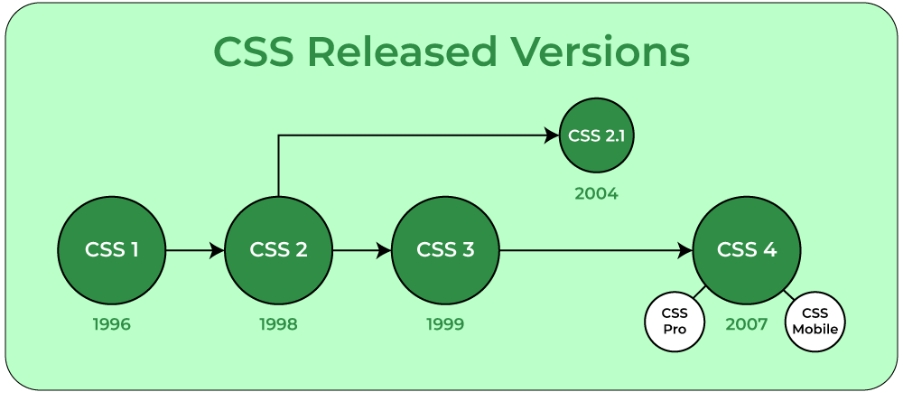 CSS Released Versions
CSS 2.1
2004
CSS 1
CSS 2
CSS 3
CSS 4
1996
1998
1999
CSS
Pro
2007
CSS
Mobile